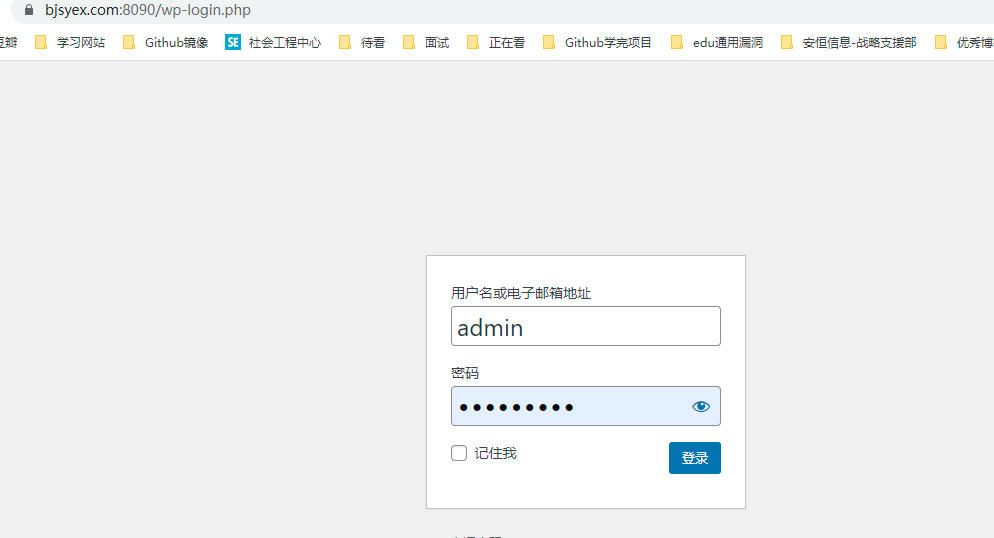 bjsyex.com:8090/wp-login.php
瓣 学习网站 Github镜像 SE 社会工程中心 待看 面试 正在看 Github学完项目 edu通用漏洞 安恒信息-战略支援部 优秀博
用户名或电子邮箱地址
admin
密码
●●●●●●●●●
记住我
登录